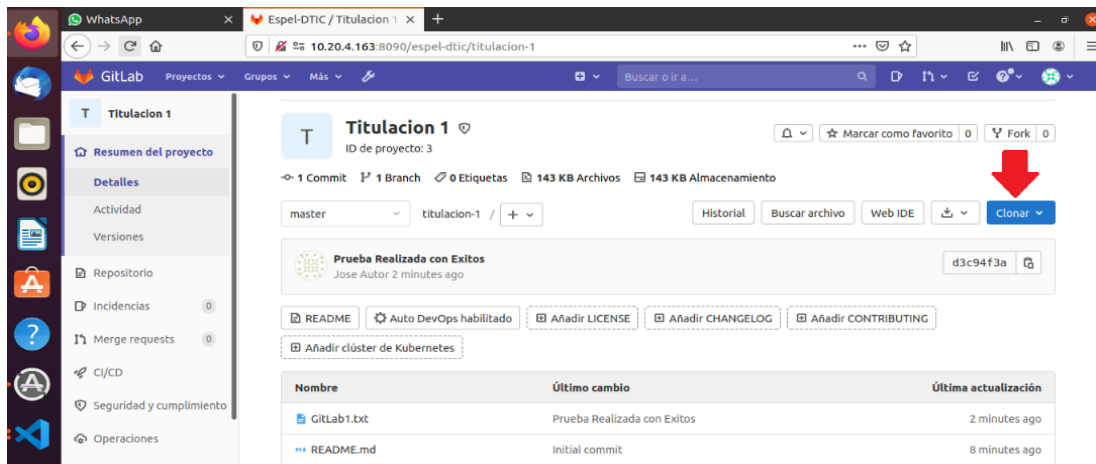 WhatsApp
Espel-DTIC / Titulacion 1
10.20.4.163:8090/espel-dtic/titulacion-1
GitLab Proyectos Grupos Más Buscar o ir a...
T Titulacion 1
Resumen del proyecto
Detalles
Actividad
Versiones
Repositorio
Incidencias 0
Merge requests 0
CI/CD
Seguridad y cumplimiento
Operaciones
T
Titulacion 1
ID de proyecto: 3
Marcar como favorito 0 Fork 0
1 Commit 1 Branch 0 Etiquetas 143 KB Archivos 143 KB Almacenamiento
master titulacion-1 / + Historial Buscar archivo Web IDE Clonar
Prueba Realizada con Exitos
Jose Autor 2 minutes ago
d3c94f3a
README Auto DevOps habilitado Añadir LICENSE Añadir CHANGELOG Añadir CONTRIBUTING
Añadir clúster de Kubernetes
Nombre Último cambio Última actualización
GitLab1.txt Prueba Realizada con Exitos 2 minutes ago
README.md Initial commit 8 minutes ago